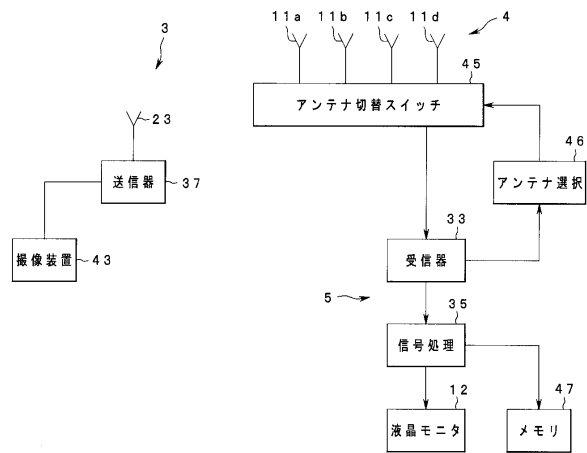 11a 11b 11c 11d
4
3
45
アンテナ切替スイッチ
23
46
送信器
37
アンテナ選択
33
撮像装置
43
受信器
5
35
信号処理
12
47
液晶モニタ
メモリ